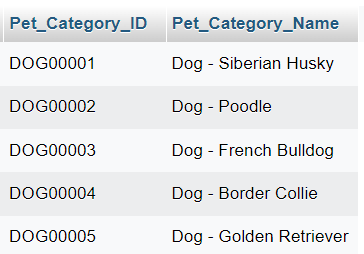 Pet_Category_ID Pet_Category_Name
DOG00001 Dog - Siberian Husky
DOG00002 Dog - Poodle
DOG00003 Dog - French Bulldog
DOG00004 Dog - Border Collie
DOG00005 Dog - Golden Retriever